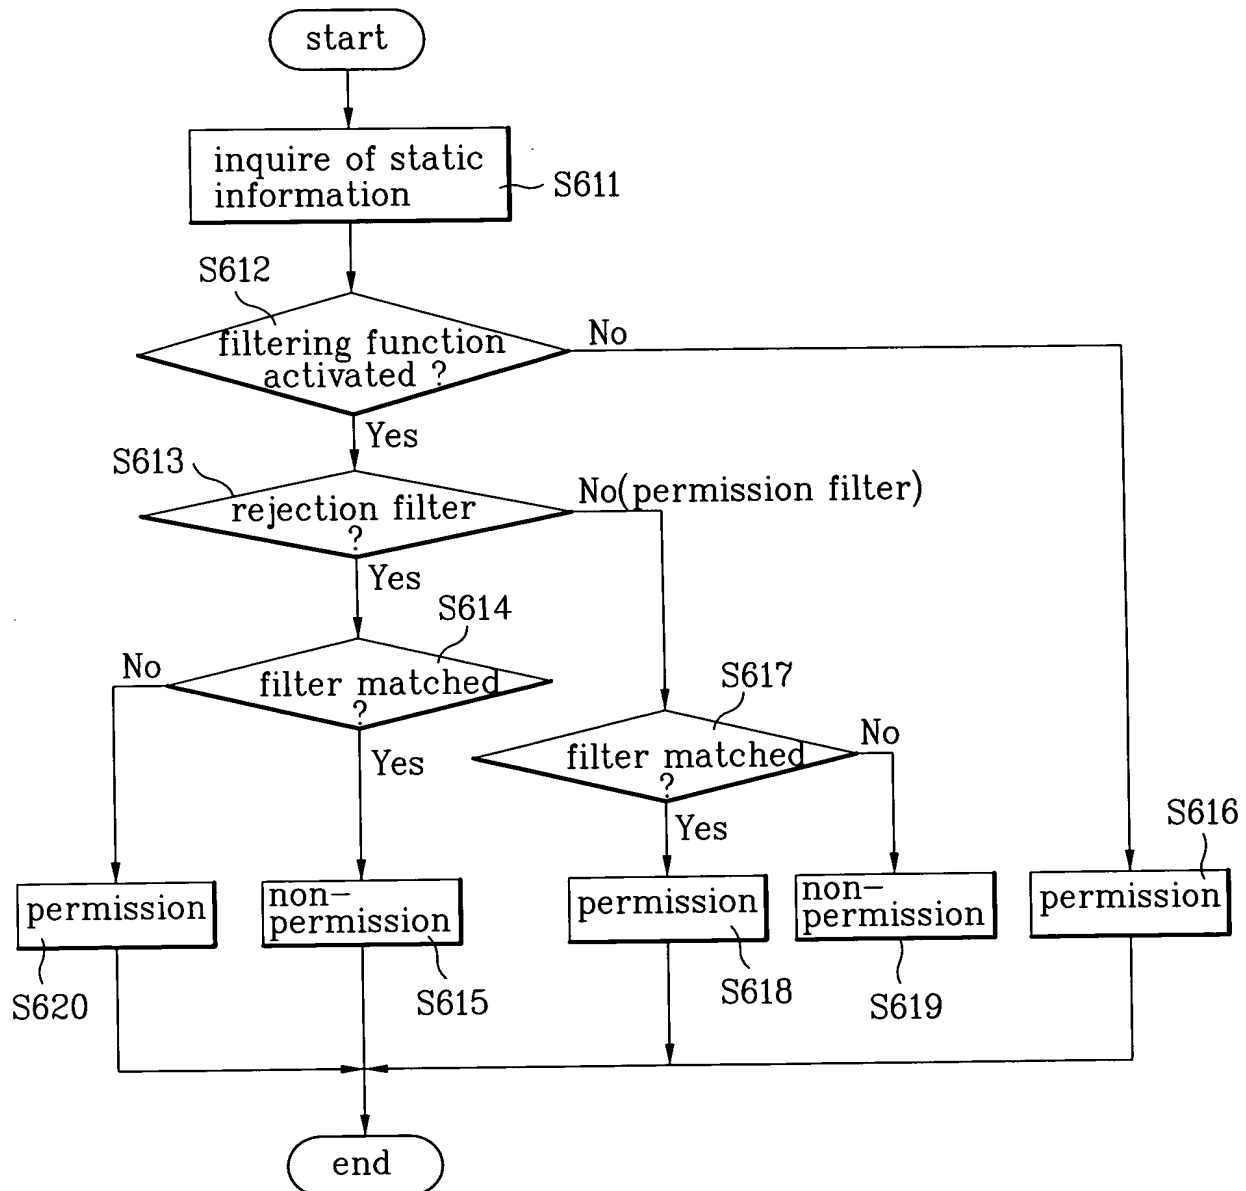 start
inquire of static
information
S611
S612
filtering function
activated ?
No
Yes
S613
rejection filter
?
No(permission filter)
Yes
S614
No
filter matched
?
Yes
S617
filter matched
?
No
Yes
S616
permission
non-
permission
permission
non-
permission
permission
S620
S615
S618
S619
end